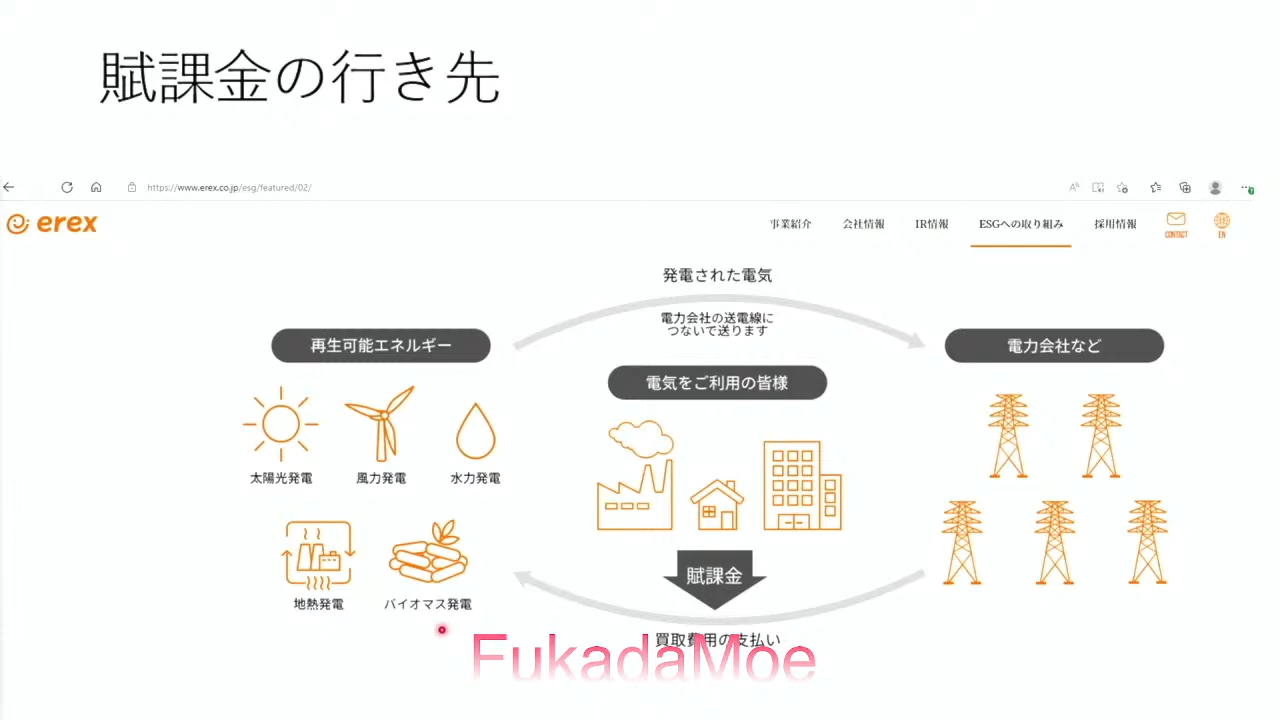 賦課金の行き先
https://www.erex.co.jp/esg/featured/02/
erex
事業紹介 会社情報 IR情報 ESGへの取り組み 採用情報 CONTACT EN
発電された電気
電力会社の送電線に
つないで送ります
再生可能エネルギー
電力会社など
電気をご利用の皆様
太陽光発電 風力発電 水力発電
賦課金
地熱発電 バイオマス発電
買取費用の支払い
FukadaMoe